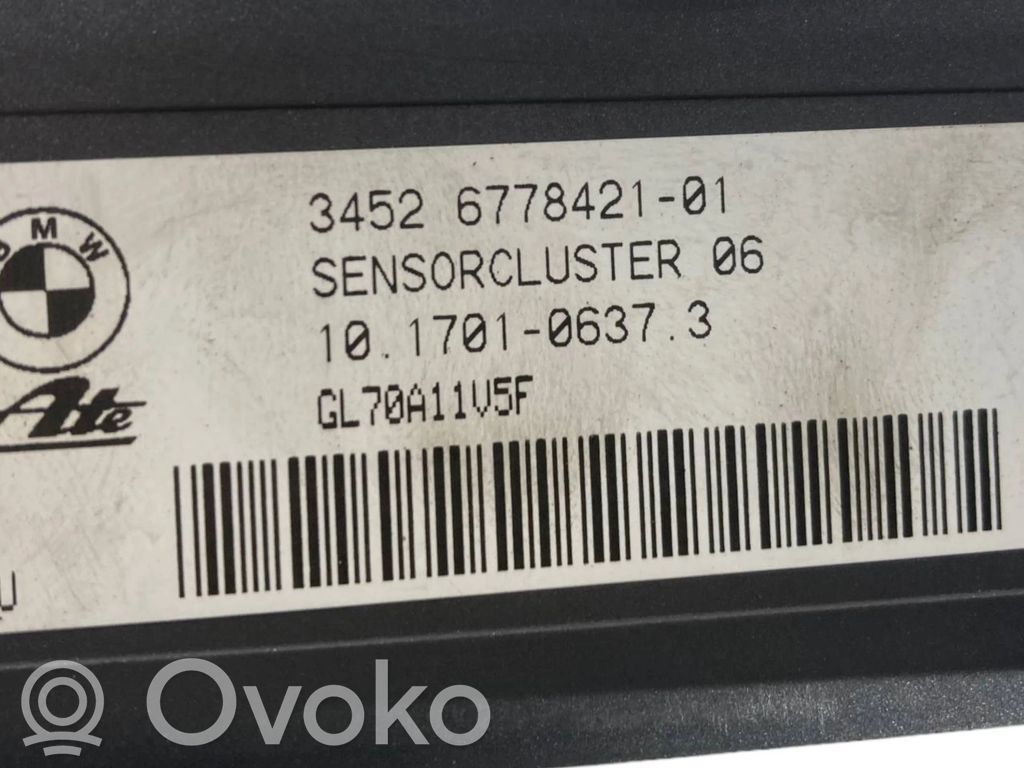 BMW
3452 6778421-01
SENSORCLUSTER 06
10.1701-0637.3
Ate
GL70A11V5F
U
Ovoko